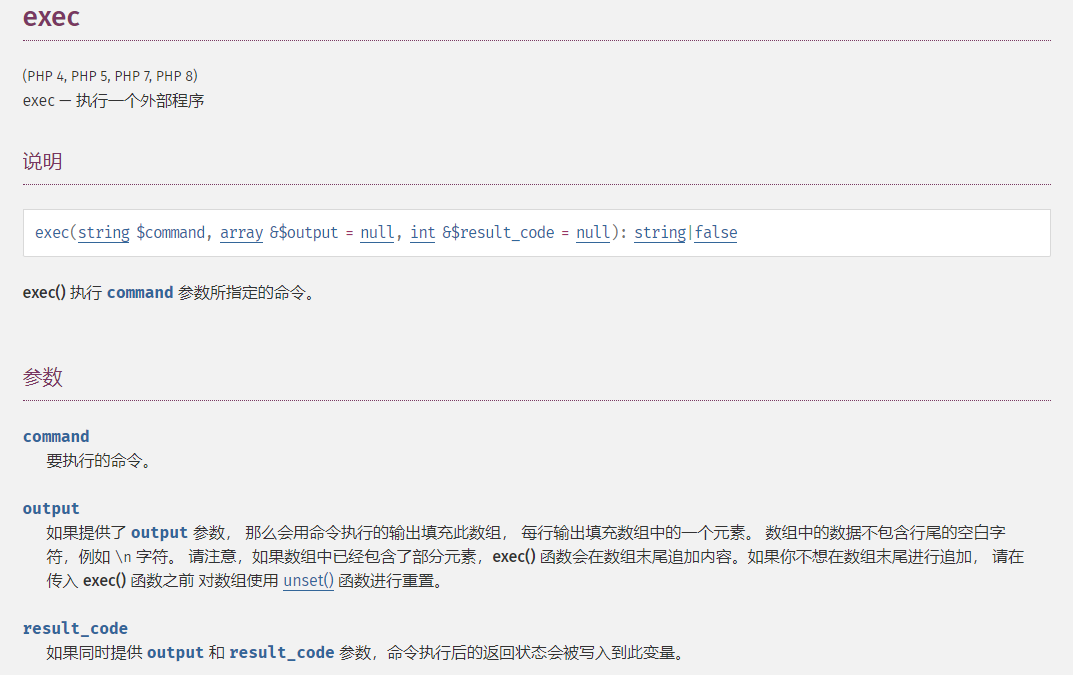 exec
(PHP 4, PHP 5, PHP 7, PHP 8)
exec — 执行一个外部程序
说明
exec(string $command, array &$output = null, int &$result_code = null): string|false
exec() 执行 command 参数所指定的命令。
参数
command
要执行的命令。
output
如果提供了 output 参数， 那么会用命令执行的输出填充此数组， 每行输出填充数组中的一个元素。 数组中的数据不包含行尾的空白字
符，例如 \n 字符。 请注意，如果数组中已经包含了部分元素，exec() 函数会在数组末尾追加内容。如果你不想在数组末尾进行追加， 请在
传入 exec() 函数之前 对数组使用 unset() 函数进行重置。
result_code
如果同时提供 output 和 result_code 参数，命令执行后的返回状态会被写入到此变量。